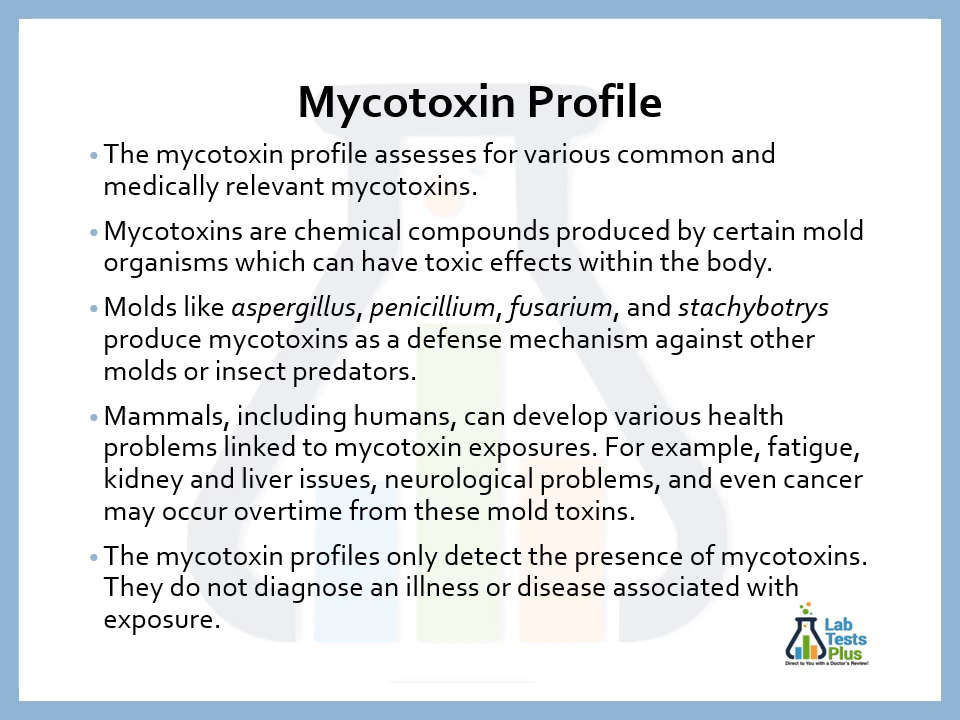 Mycotoxin Profile
• The mycotoxin profile assesses for various common and
medically relevant mycotoxins.
• Mycotoxins are chemical compounds produced by certain mold
organisms which can have toxic effects within the body.
• Molds like aspergillus, penicillium, fusarium, and stachybotrys
produce mycotoxins as a defense mechanism against other
molds or insect predators.
• Mammals, including humans, can develop various health
problems linked to mycotoxin exposures. For example, fatigue,
kidney and liver issues, neurological problems, and even cancer
may occur overtime from these mold toxins.
• The mycotoxin profiles only detect the presence of mycotoxins.
They do not diagnose an illness or disease associated with
exposure.
Lab
Tests
Plus
Direct to You with a Doctor's Review!